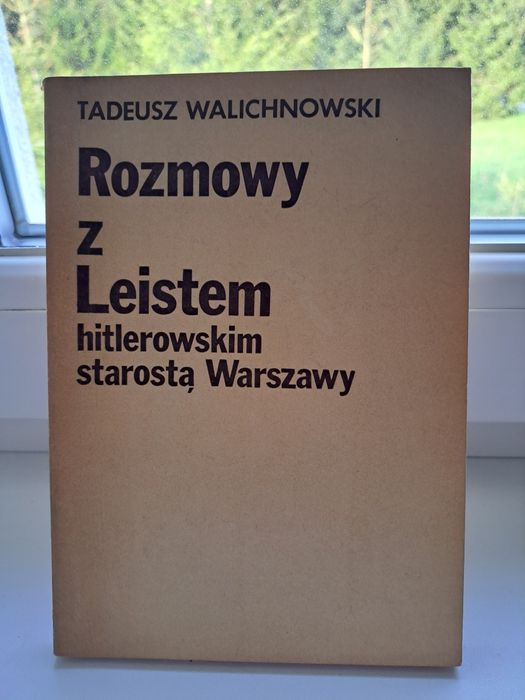 TADEUSZ WALICHNOWSKI
Rozmowy
z
Leistem
hitlerowskim
starostą Warszawy